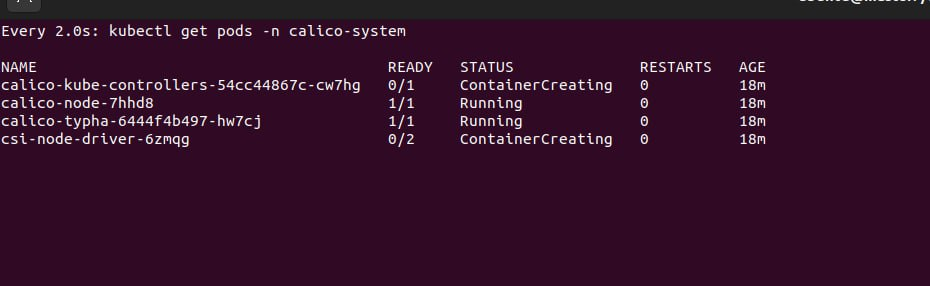 Every 2.0s: kubectl get pods -n calico-system
NAME READY STATUS RESTARTS AGE
calico-kube-controllers-54cc44867c-cw7hg 0/1 ContainerCreating 0 18m
calico-node-7hhd8 1/1 Running 0 18m
calico-typha-6444f4b497-hw7cj 1/1 Running 0 18m
csi-node-driver-6zmqg 0/2 ContainerCreating 0 18m